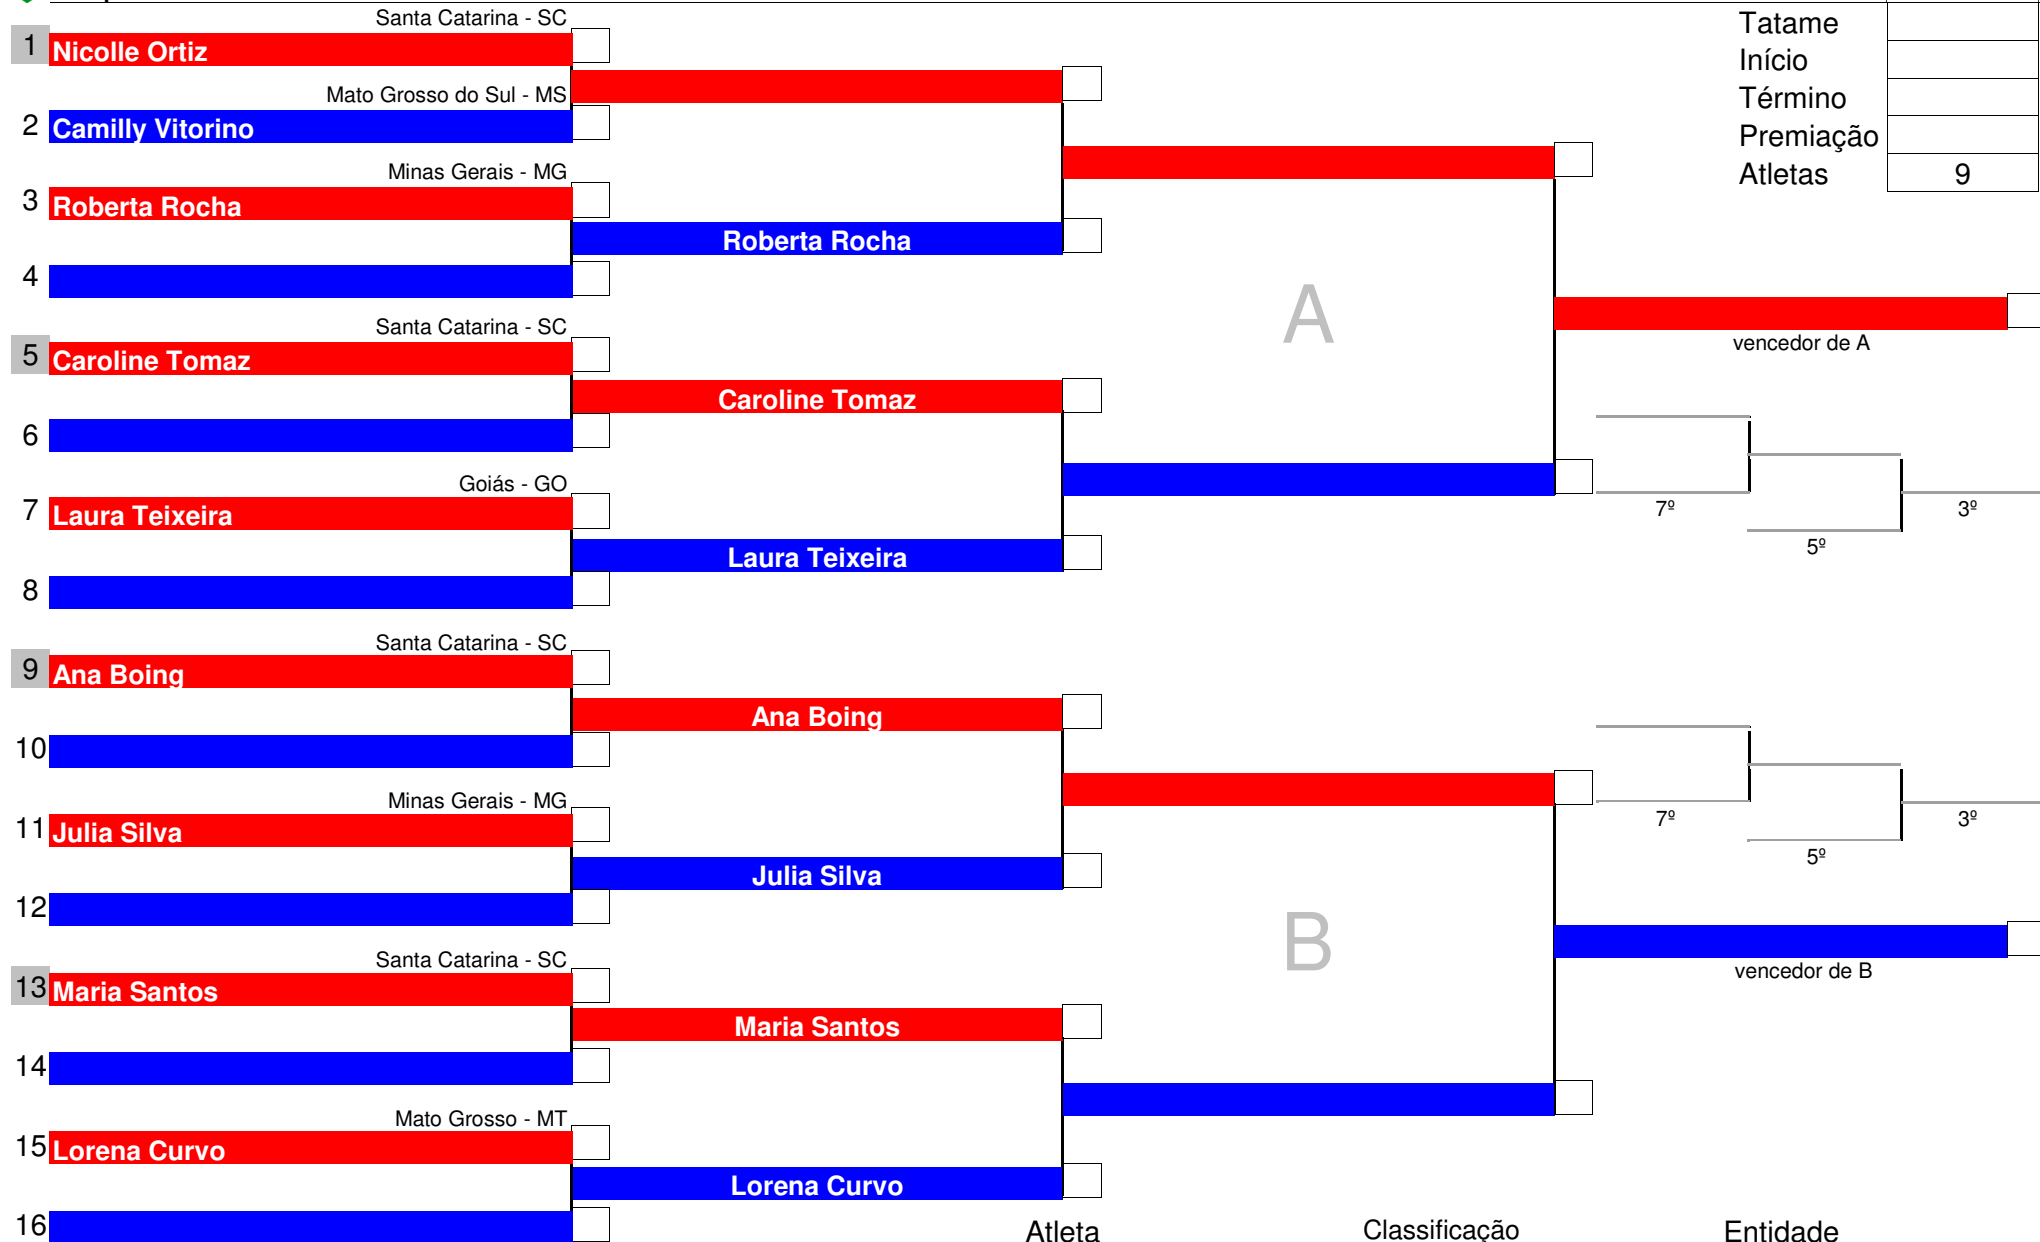 Santa Catarina - SC
1 Nicolle Ortiz
Mato Grosso do Sul - MS
2 Camilly Vitorino
Minas Gerais - MG
3 Roberta Rocha
Roberta Rocha
4
Santa Catarina - SC
5 Caroline Tomaz
Caroline Tomaz
6
Goiás - GO
7 Laura Teixeira
Laura Teixeira
8
Santa Catarina - SC
9 Ana Boing
Ana Boing
10
Minas Gerais - MG
11 Julia Silva
Julia Silva
12
Santa Catarina - SC
13 Maria Santos
Maria Santos
14
Mato Grosso - MT
15 Lorena Curvo
Lorena Curvo
16
A
B
Tatame
Início
Término
Premiação
Atletas 9
vencedor de A
7º
5º
3º
7º
5º
3º
vencedor de B
Atleta Classificação Entidade